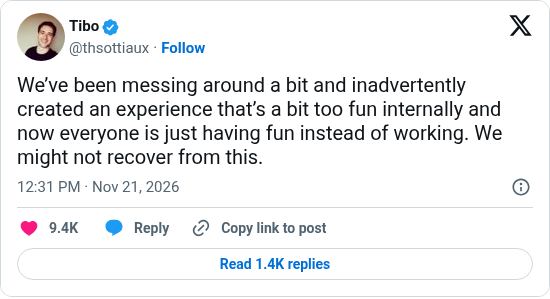 Tibo
@thsottiaux · Follow
We’ve been messing around a bit and inadvertently
created an experience that’s a bit too fun internally and
now everyone is just having fun instead of working. We
might not recover from this.
12:31 PM · Nov 21, 2026
9.4K Reply Copy link to post
Read 1.4K replies